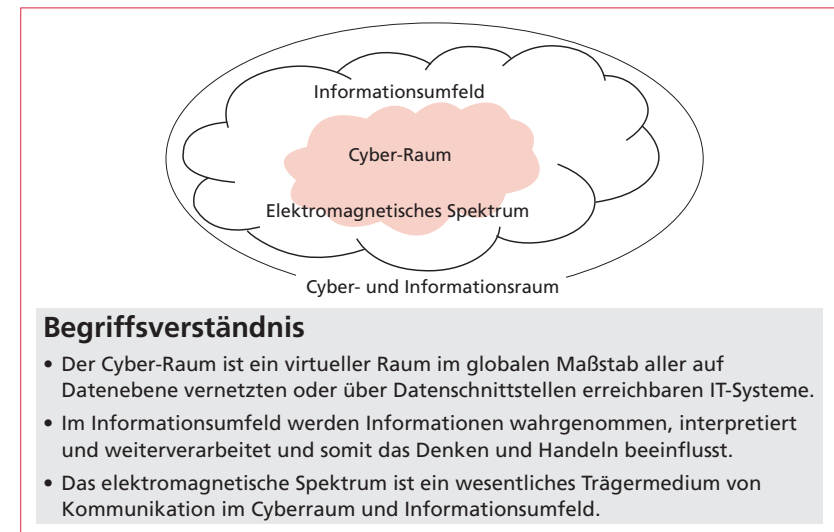 Informationsumfeld
Cyber-Raum
Elektromagnetisches Spektrum
Cyber- und Informationsraum
Begriffsverständnis
• Der Cyber-Raum ist ein virtueller Raum im globalen Maßstab aller auf
Datenebene vernetzten oder über Datenschnittstellen erreichbaren IT-Systeme.
• Im Informationsumfeld werden Informationen wahrgenommen, interpretiert
und weiterverarbeitet und somit das Denken und Handeln beeinflusst.
• Das elektromagnetische Spektrum ist ein wesentliches Trägermedium von
Kommunikation im Cyberraum und Informationsumfeld.